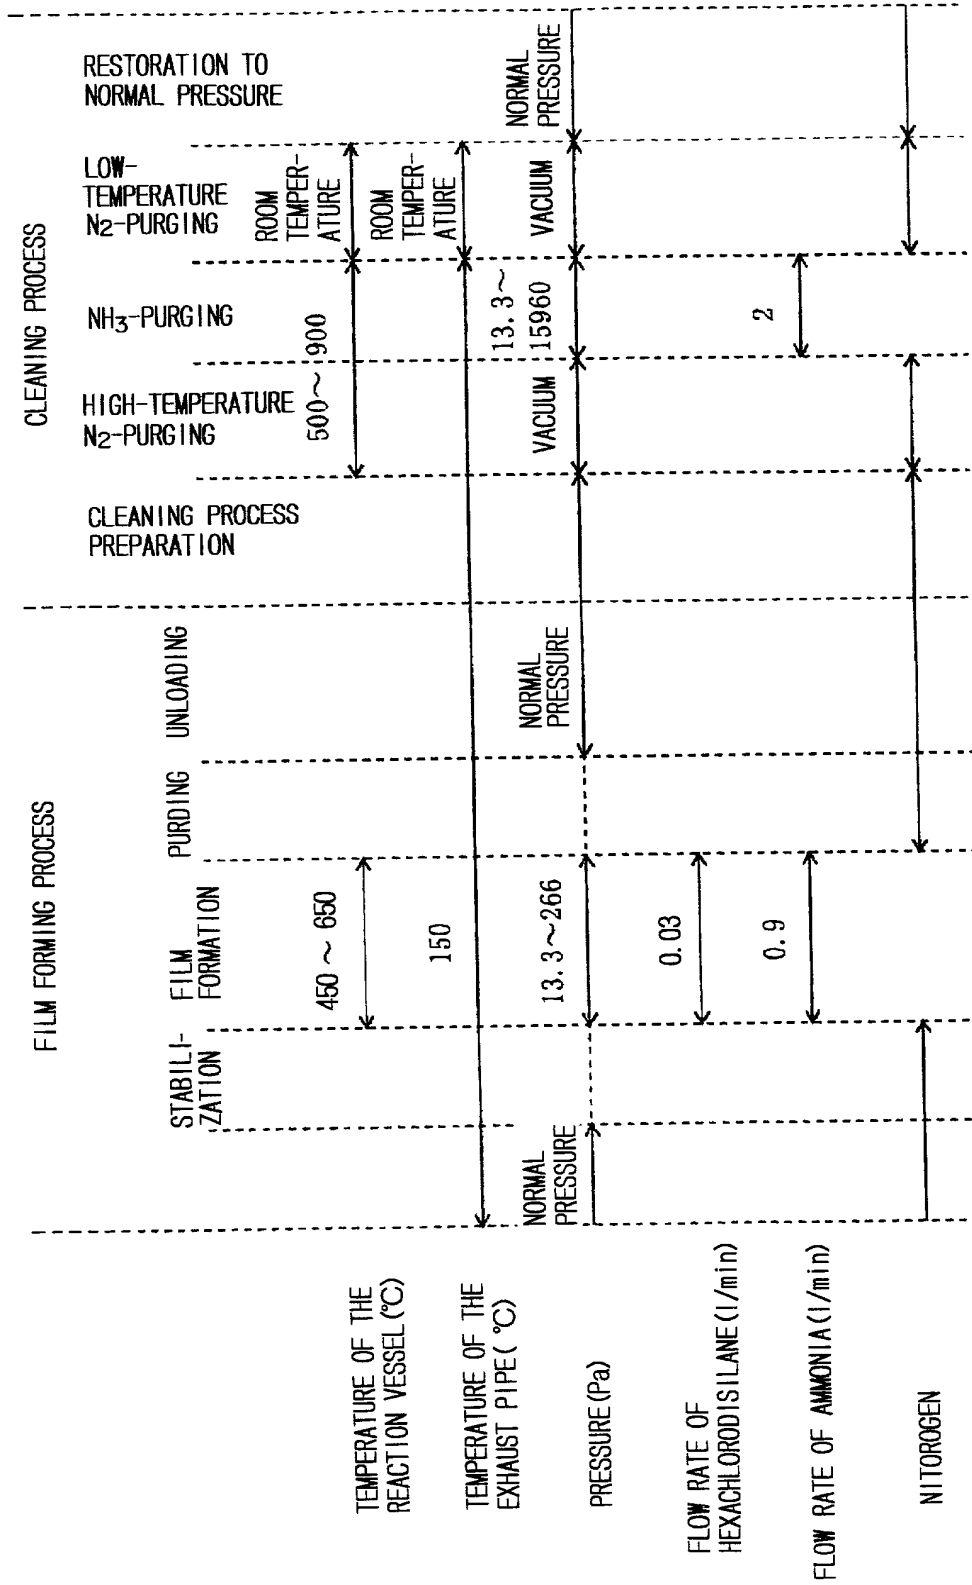 FILM FORMING PROCESS
CLEANING PROCESS
STABILI-
ZATION
FILM
FORMATION
PURDING
UNLOADING
CLEANING PROCESS
PREPARATION
HIGH-TEMPERATURE
N2-PURGING
NH3-PURGING
LOW-
TEMPERATURE
N2-PURGING
RESTORATION TO
NORMAL PRESSURE
TEMPERATURE OF THE
REACTION VESSEL(℃)
450 ~ 650
500~ 900
ROOM
TEMPER-
ATURE
TEMPERATURE OF THE
EXHAUST PIPE( ℃)
150
ROOM
TEMPER-
ATURE
PRESSURE(Pa)
NORMAL
PRESSURE
13.3~266
NORMAL
PRESSURE
VACUUM
13.3~
15960
VACUUM
NORMAL
PRESSURE
FLOW RATE OF
HEXACHLORODISILANE(l/min)
0.03
FLOW RATE OF AMMONIA(l/min)
0.9
2
NITOROGEN